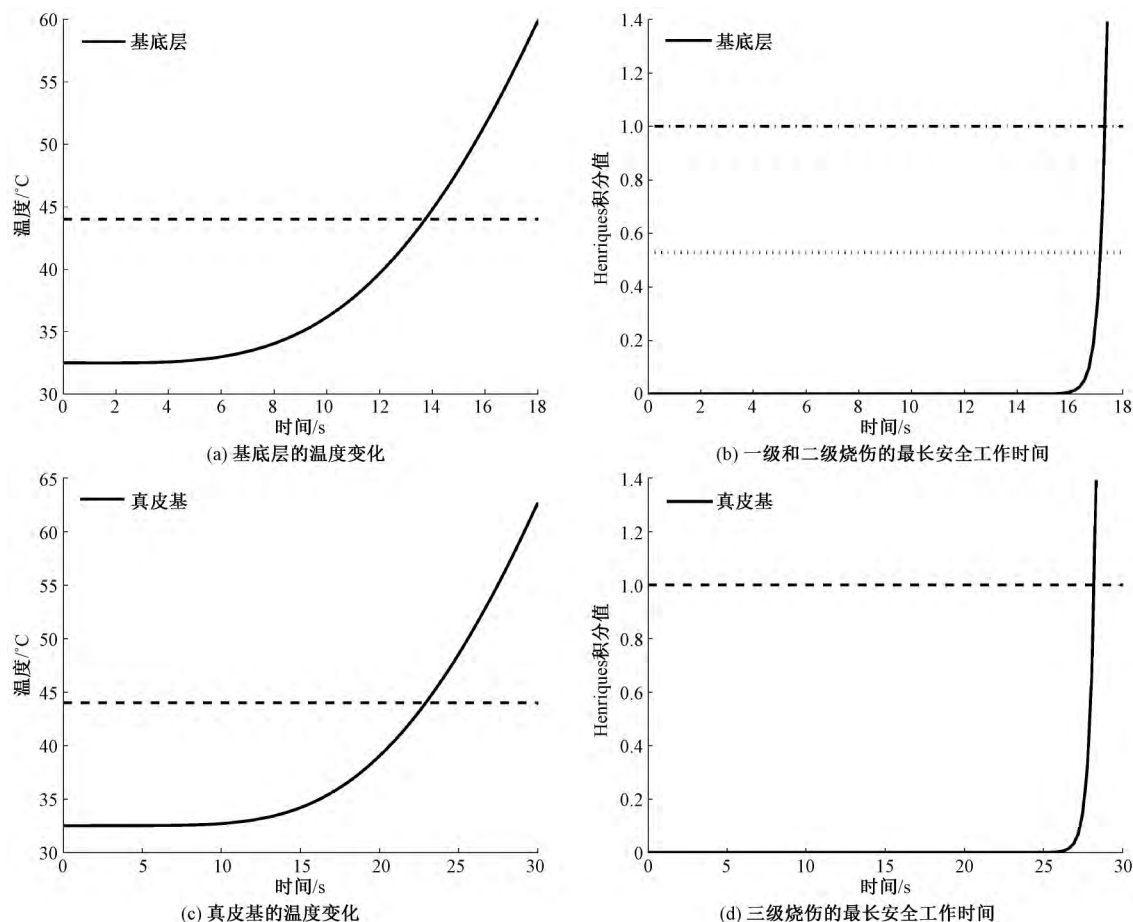 60
55
50
45
40
35
30
0 2 4 6 8 10 12 14 16 18
温度/°C
时间/s
基底层
(a) 基底层的温度变化
1.4
1.2
1.0
0.8
0.6
0.4
0.2
0
0 2 4 6 8 10 12 14 16 18
Henriques积分值
时间/s
基底层
(b) 一级和二级烧伤的最长安全工作时间
65
60
55
50
45
40
35
30
0 5 10 15 20 25 30
温度/°C
时间/s
真皮基
(c) 真皮基的温度变化
1.4
1.2
1.0
0.8
0.6
0.4
0.2
0
0 5 10 15 20 25 30
Henriques积分值
时间/s
真皮基
(d) 三级烧伤的最长安全工作时间